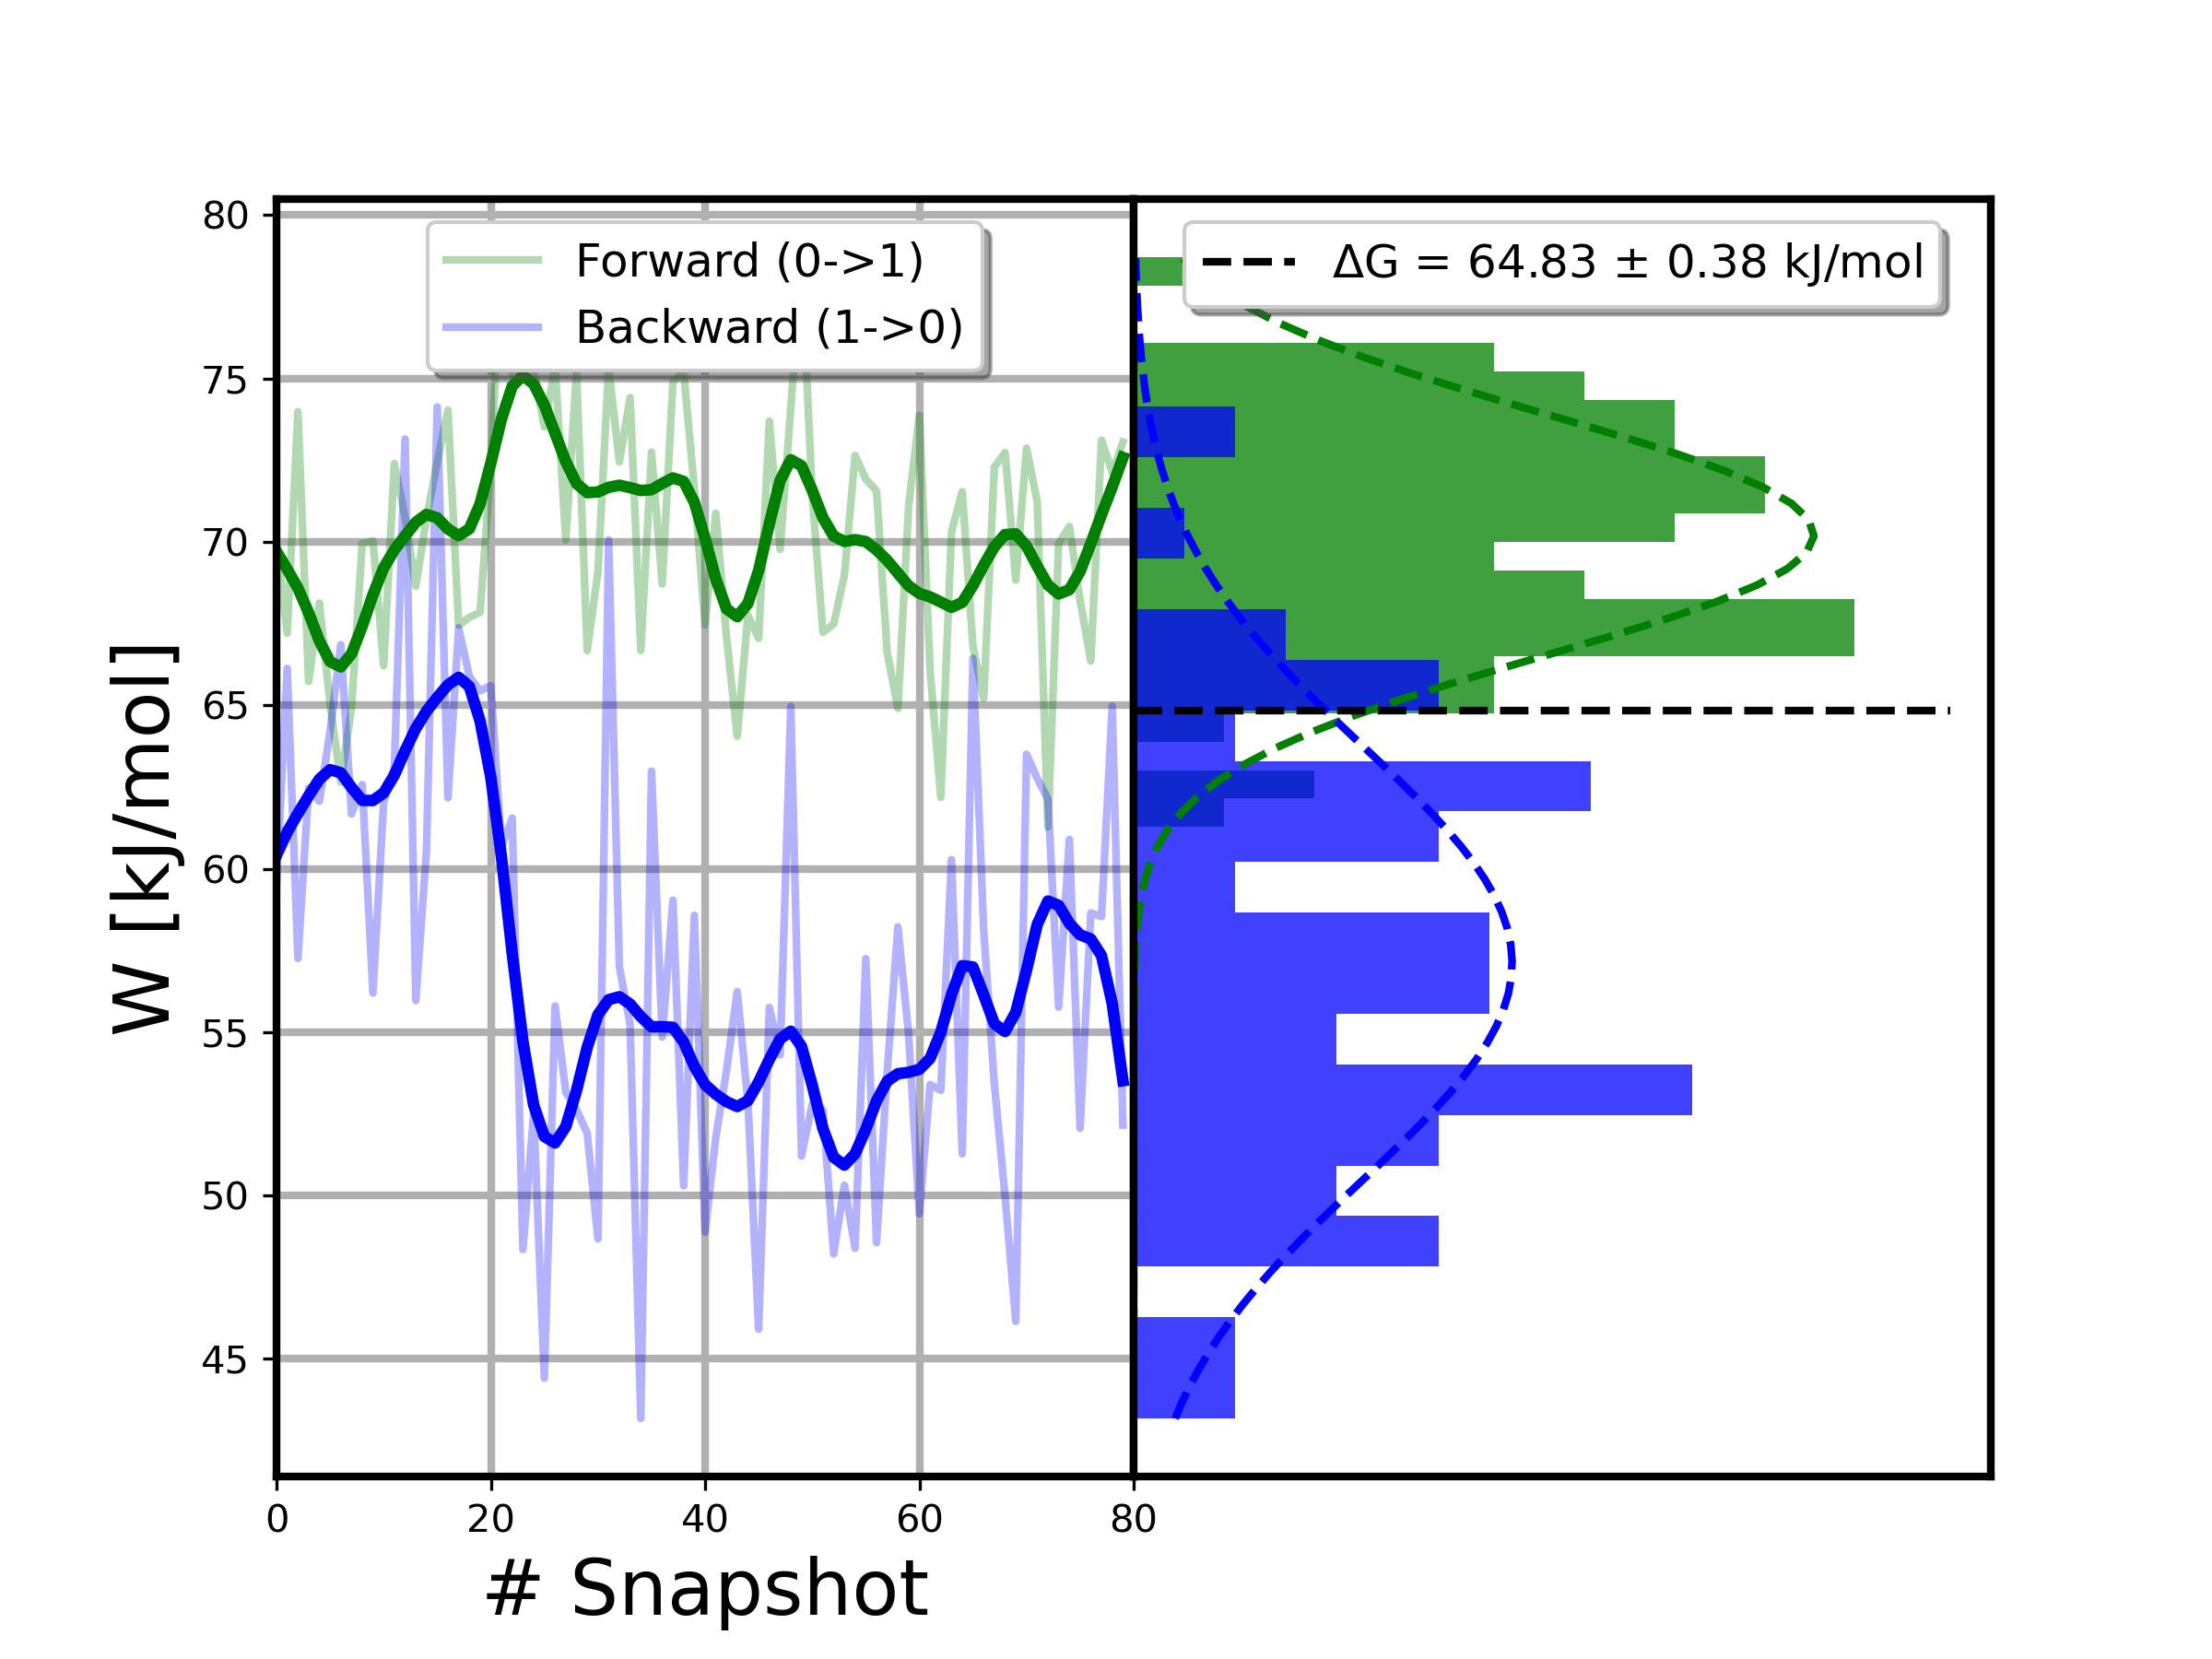 W [kJ/mol]
80
75
70
65
60
55
50
45
Forward (0->1)
Backward (1->0)
ΔG = 64.83 ± 0.38 kJ/mol
0 20 40 60 80
# Snapshot